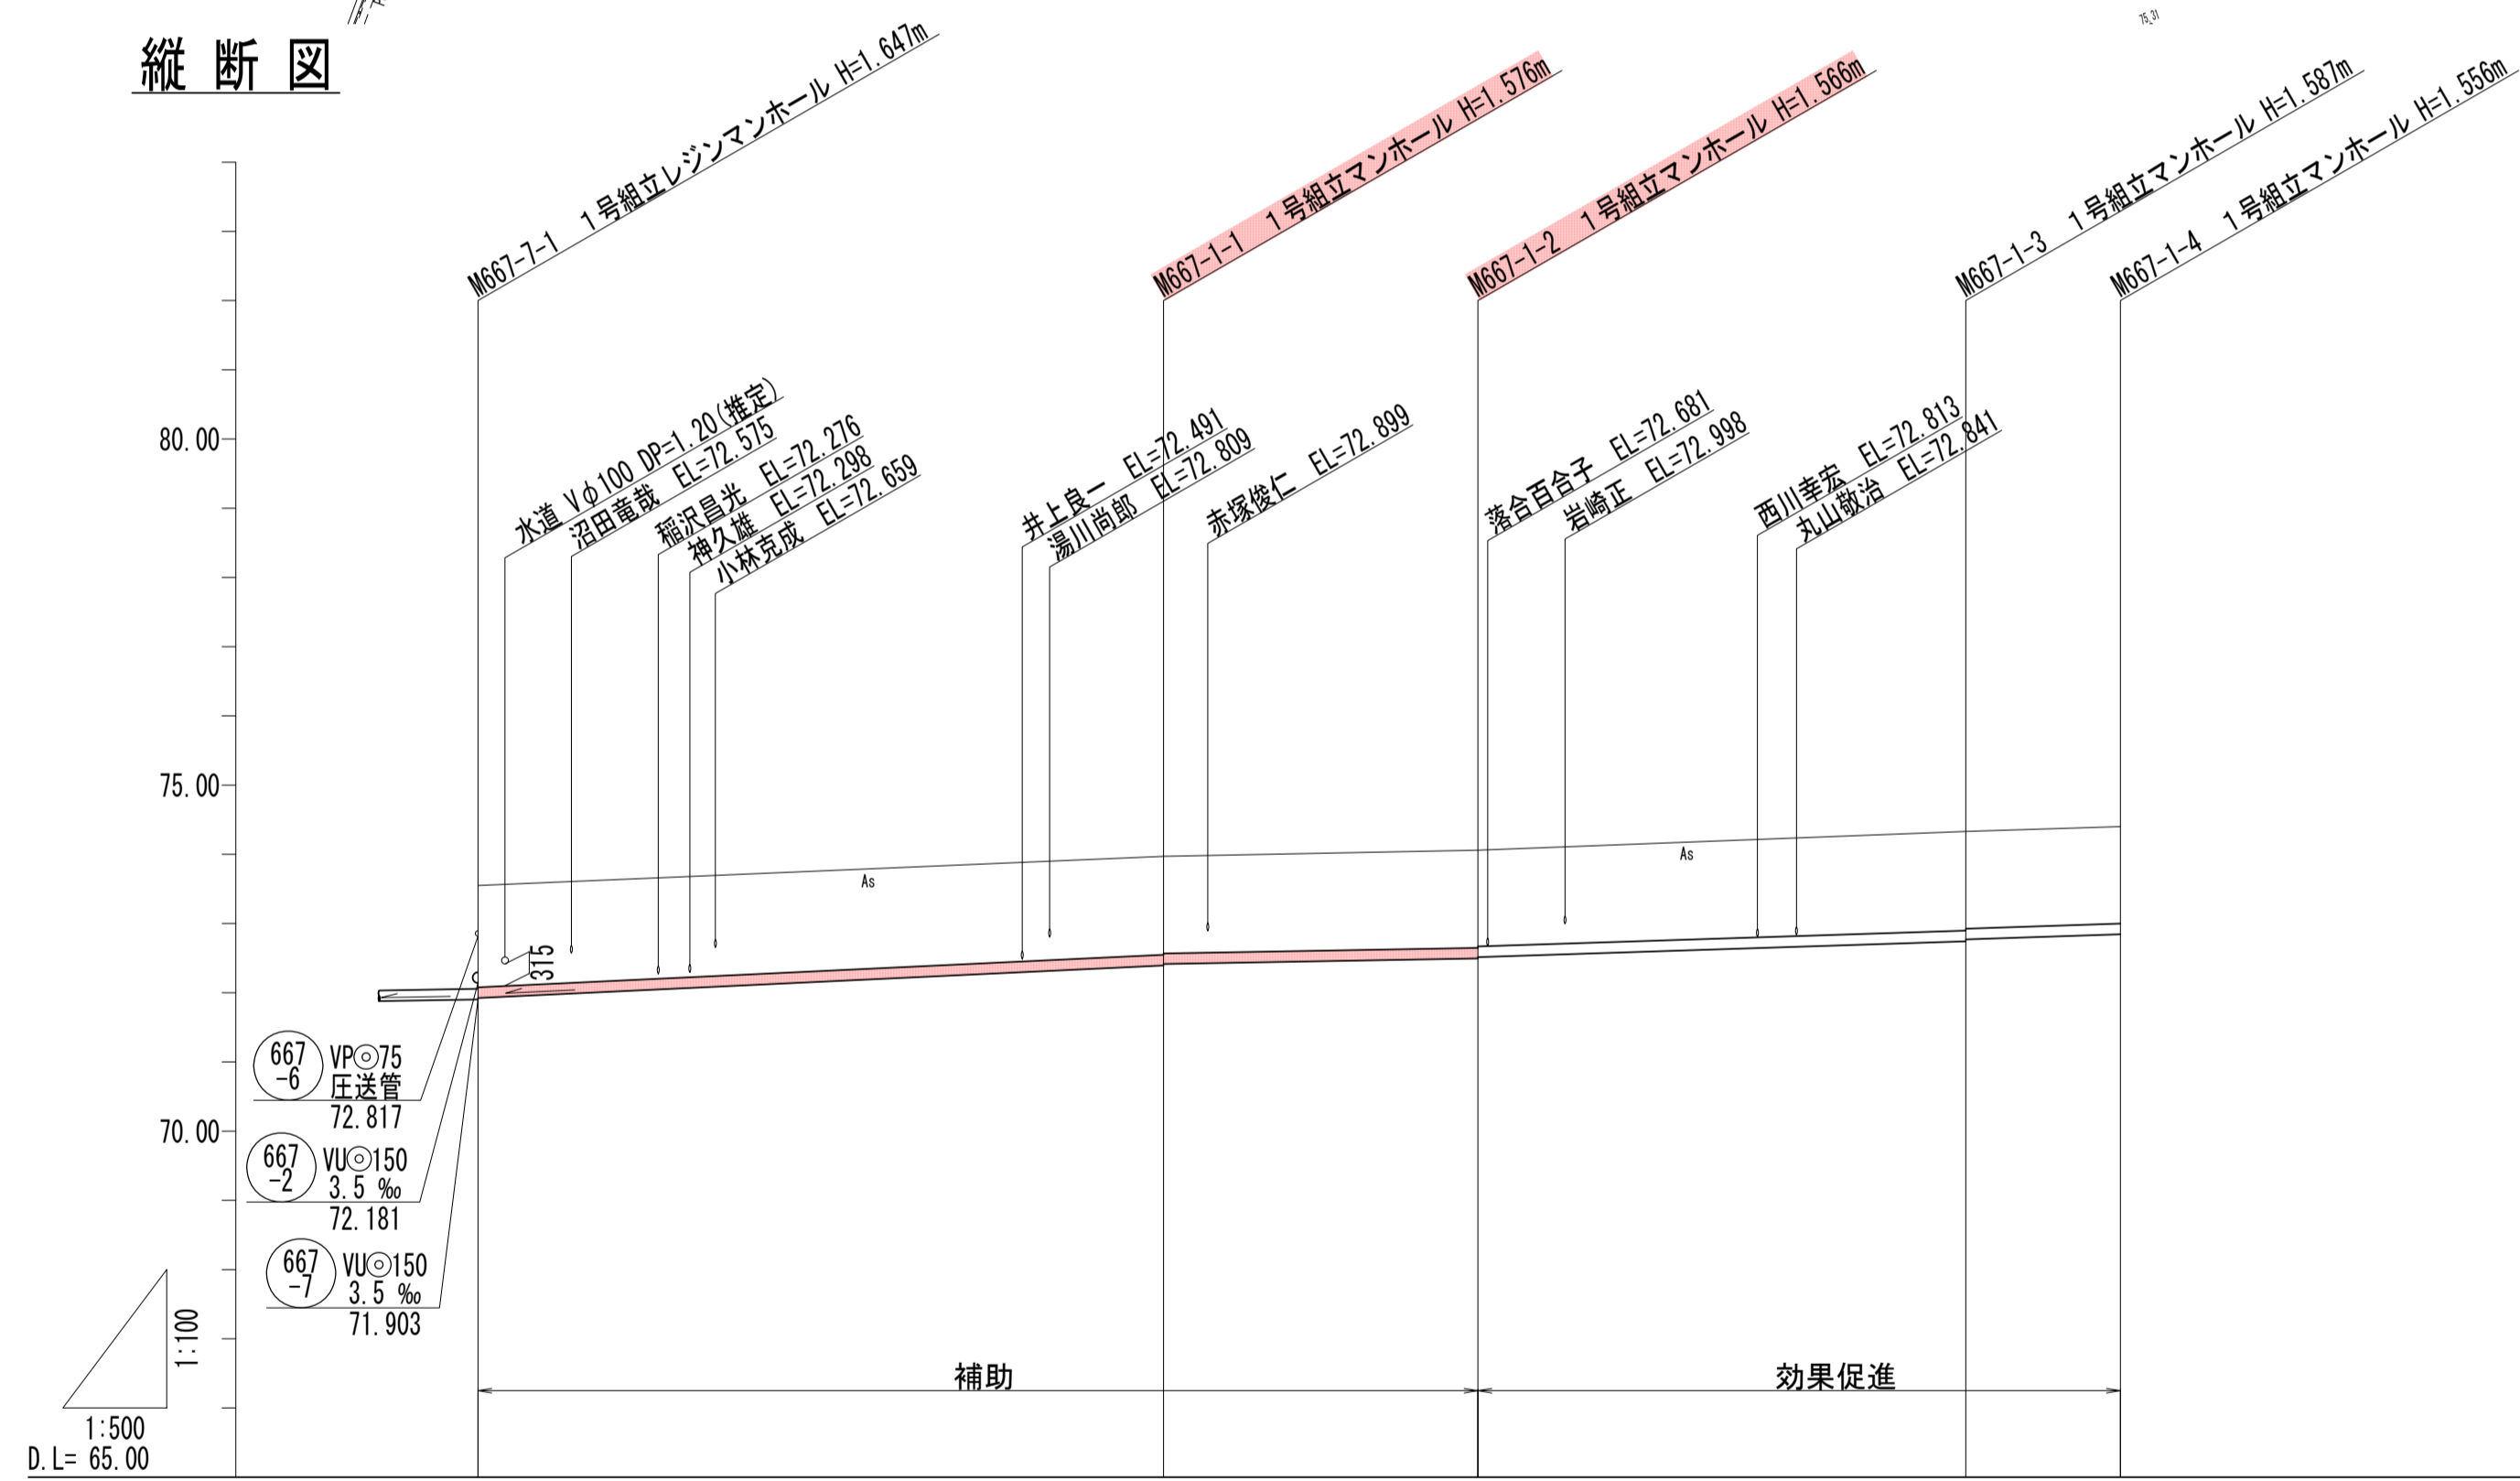 縦断図
75.31
M667-7-1　1号組立レジンマンホール H=1.647m
M667-1-1　1号組立マンホール H=1.576m
M667-1-2　1号組立マンホール H=1.566m
M667-1-3　1号組立マンホール H=1.587m
M667-1-4　1号組立マンホール H=1.556m
水道 Vφ100 DP=1.20(推定)
沼田竜哉　EL=72.575
稲沢昌光　EL=72.276
神久雄　EL=72.298
小林克成　EL=72.659
井上良一　EL=72.491
湯川尚郎　EL=72.809
赤塚俊仁　EL=72.899
落合百合子　EL=72.681
岩崎正　EL=72.998
西川幸宏　EL=72.813
丸山敬治　EL=72.841
80.00
75.00
70.00
As
As
315
667
-6
VP◎75
圧送管
72.817
667
-2
VU◎150
3.5 ‰
72.181
667
-7
VU◎150
3.5 ‰
71.903
補助
効果促進
1:100
1:500
D.L= 65.00